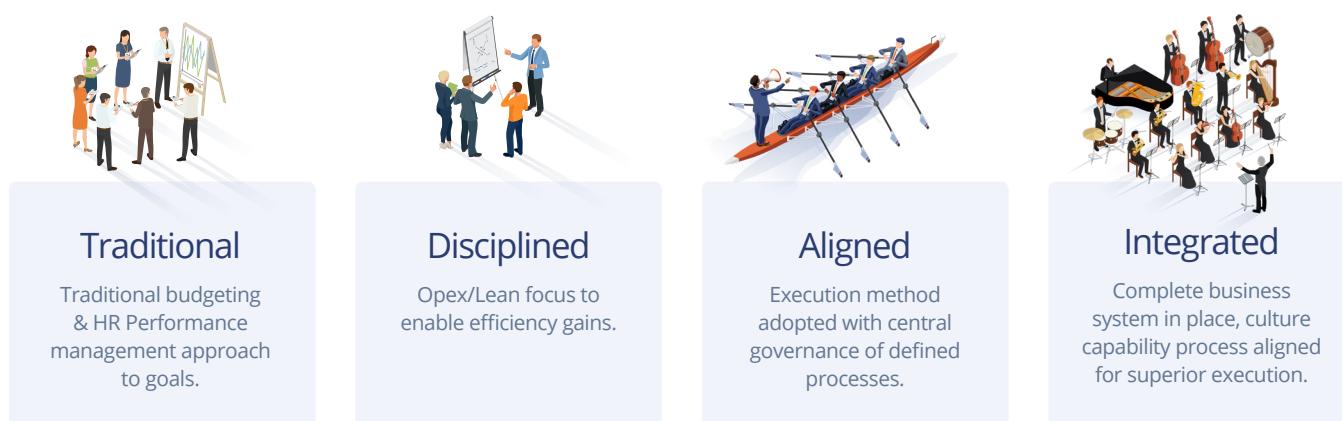 Traditional
Traditional budgeting
& HR Performance
management approach
to goals.
Disciplined
Opex/Lean focus to
enable efficiency gains.
Aligned
Execution method
adopted with central
governance of defined
processes.
Integrated
Complete business
system in place, culture
capability process aligned
for superior execution.